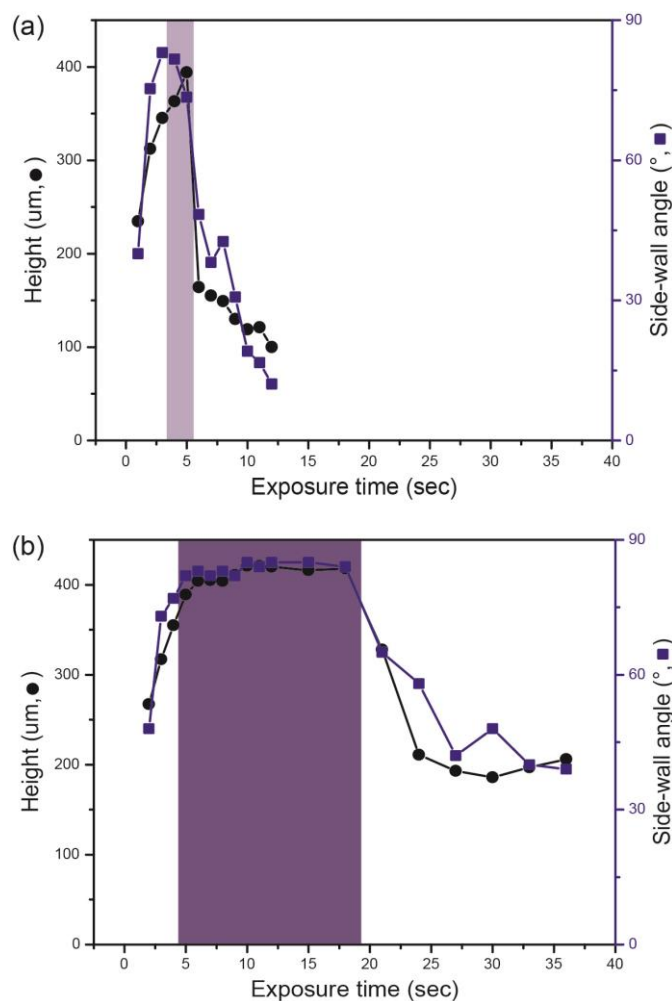 (a)
90
400
300
200
100
0
Height (um,●)
60
30
0
Side-wall angle (°,■)
0 5 10 15 20 25 30 35 40
Exposure time (sec)
(b)
90
400
300
200
100
0
Height (um,●)
60
30
0
Side-wall angle (°,■)
0 5 10 15 20 25 30 35 40
Exposure time (sec)